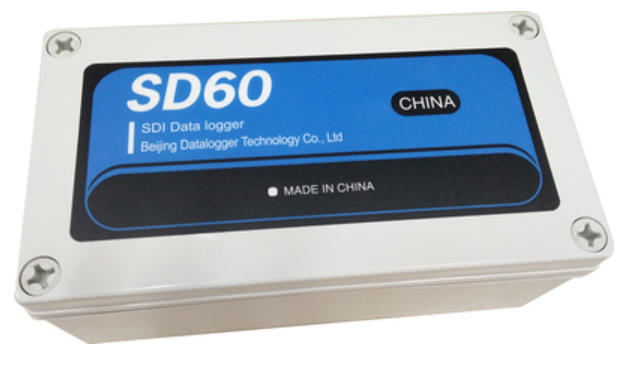 SD60
CHINA
SDI Data logger
Beijing Datalogger Technology Co., Ltd
MADE IN CHINA